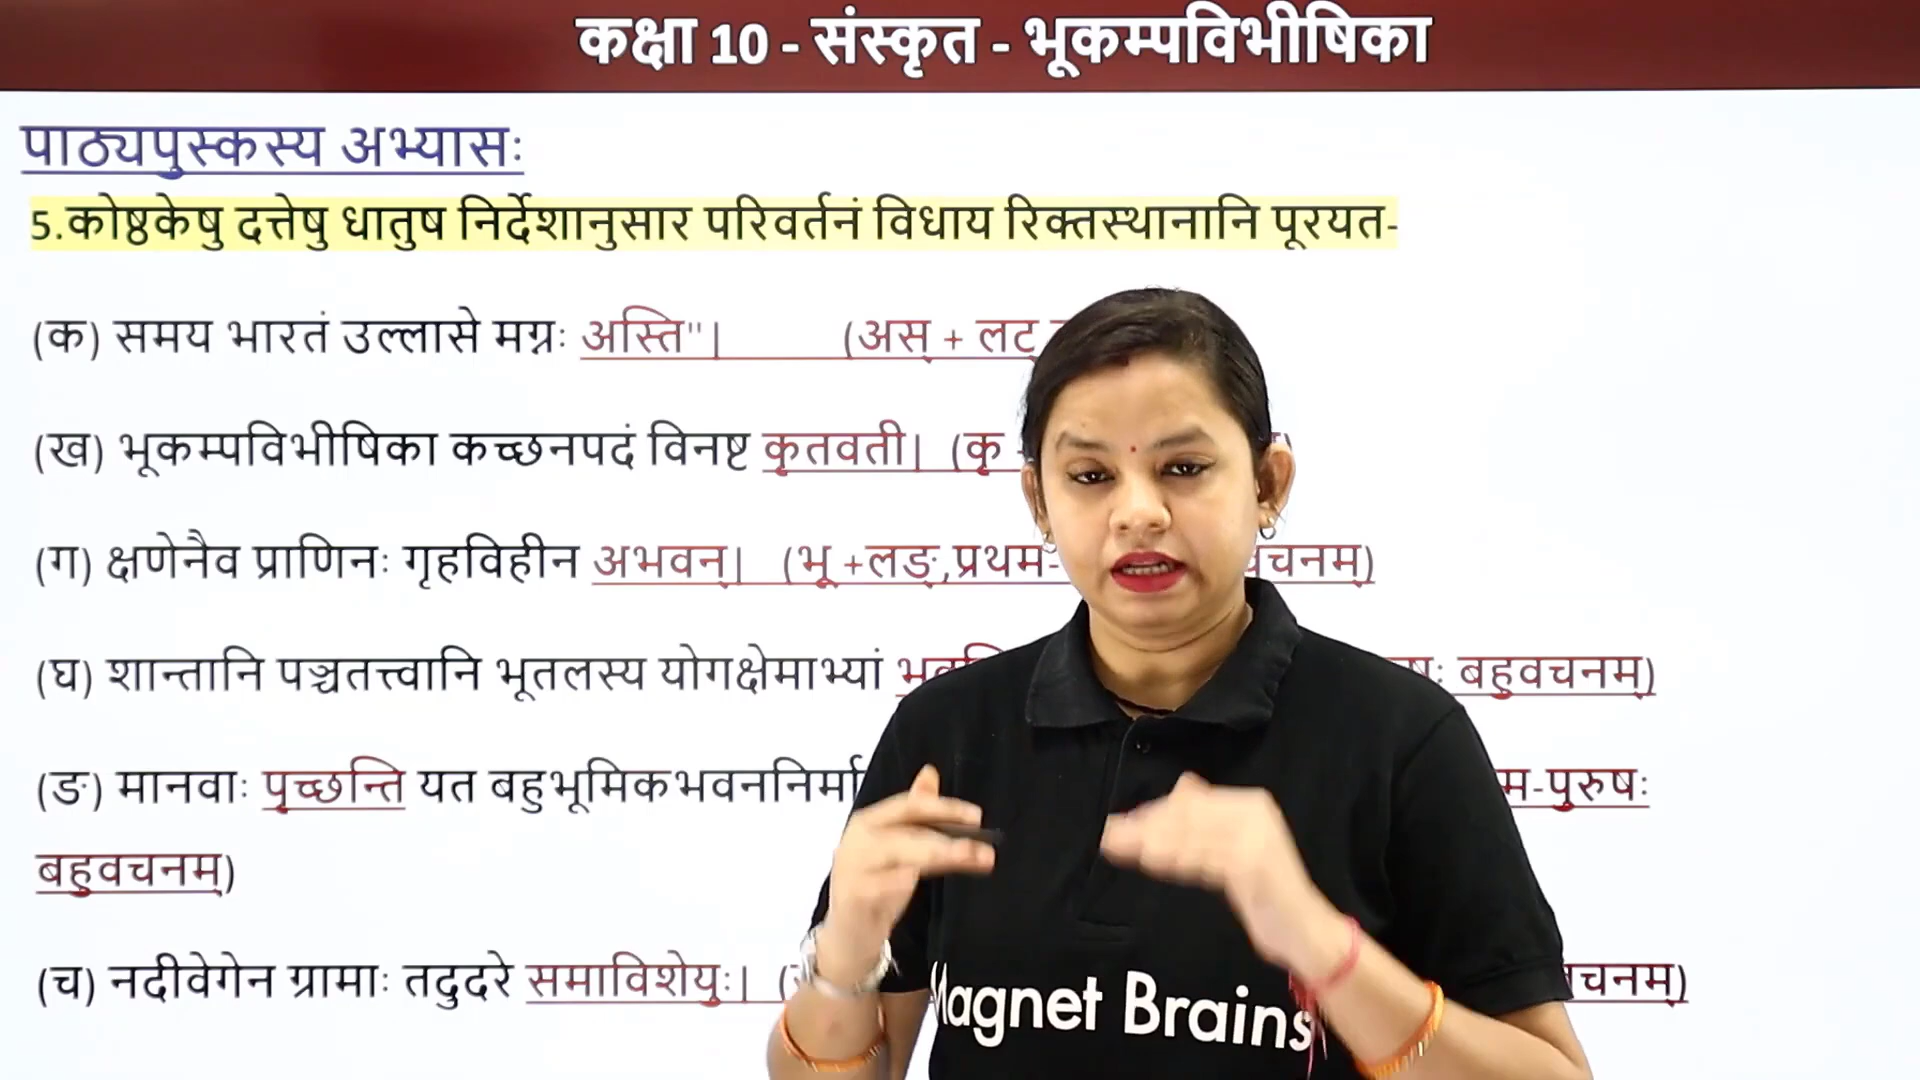 कक्षा 10 - संस्कृत - भूकम्पविभीषिका
पाठ्यपुस्कस्य अभ्यासः
5.कोष्ठकेषु दत्तेषु धातुष निर्देशानुसार परिवर्तनं विधाय रिक्तस्थानानि पूरयत-
(क) समय भारतं उल्लासे मग्नः अस्ति"| (अस् + लट्
(ख) भूकम्पविभीषिका कच्छनपदं विनष्ट कृतवती| (कृ
(ग) क्षणेनैव प्राणिनः गृहविहीन अभवन्| (भू +लङ्,प्रथम- वचनम्)
(घ) शान्तानि पञ्चतत्त्वानि भूतलस्य योगक्षेमाभ्यां बहुवचनम्)
(ङ) मानवाः पृच्छन्ति यत बहुभूमिकभवननिर्मा म-पुरुषः
बहुवचनम्)
(च) नदीवेगेन ग्रामाः तदुदरे समाविशेयुः| ( चनम्)
Magnet Brains